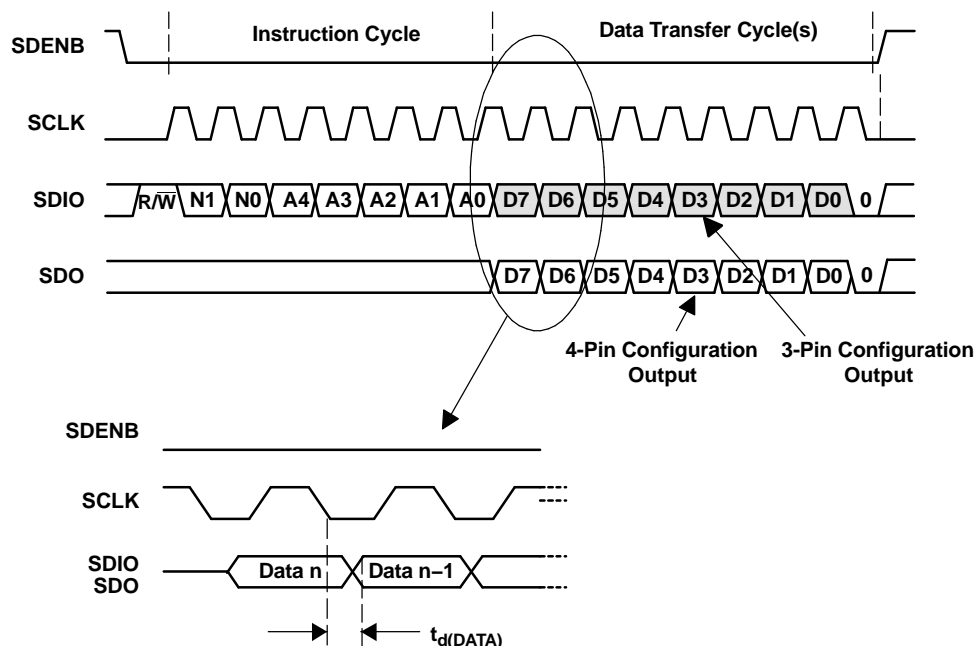 Instruction Cycle Data Transfer Cycle(s)
SDENB
SCLK
SDIO R/W̅ N1 N0 A4 A3 A2 A1 A0 D7 D6 D5 D4 D3 D2 D1 D0 0
SDO D7 D6 D5 D4 D3 D2 D1 D0 0
4-Pin Configuration
Output
3-Pin Configuration
Output
SDENB
SCLK
SDIO
SDO
Data n Data n−1
td(DATA)